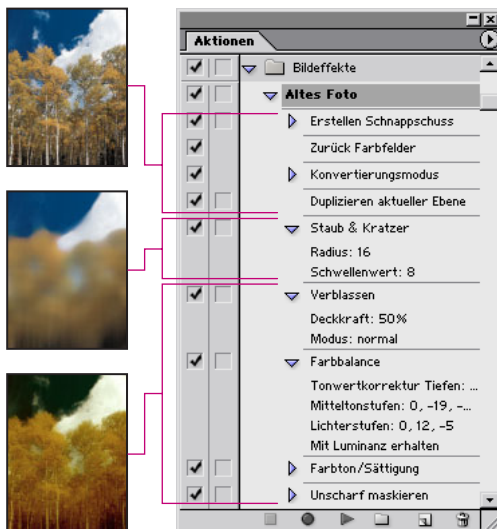 Aktionen
Bildeffekte
Altes Foto
Erstellen Schnappschuss
Zurück Farbfelder
Konvertierungsmodus
Duplizieren aktueller Ebene
Staub & Kratzer
Radius: 16
Schwellenwert: 8
Verblassen
Deckkraft: 50%
Modus: normal
Farbbalance
Tonwertkorrektur Tiefen: ...
Mitteltonstufen: 0, -19, -...
Lichterstufen: 0, 12, -5
Mit Luminanz erhalten
Farbton/Sättigung
Unscharf maskieren